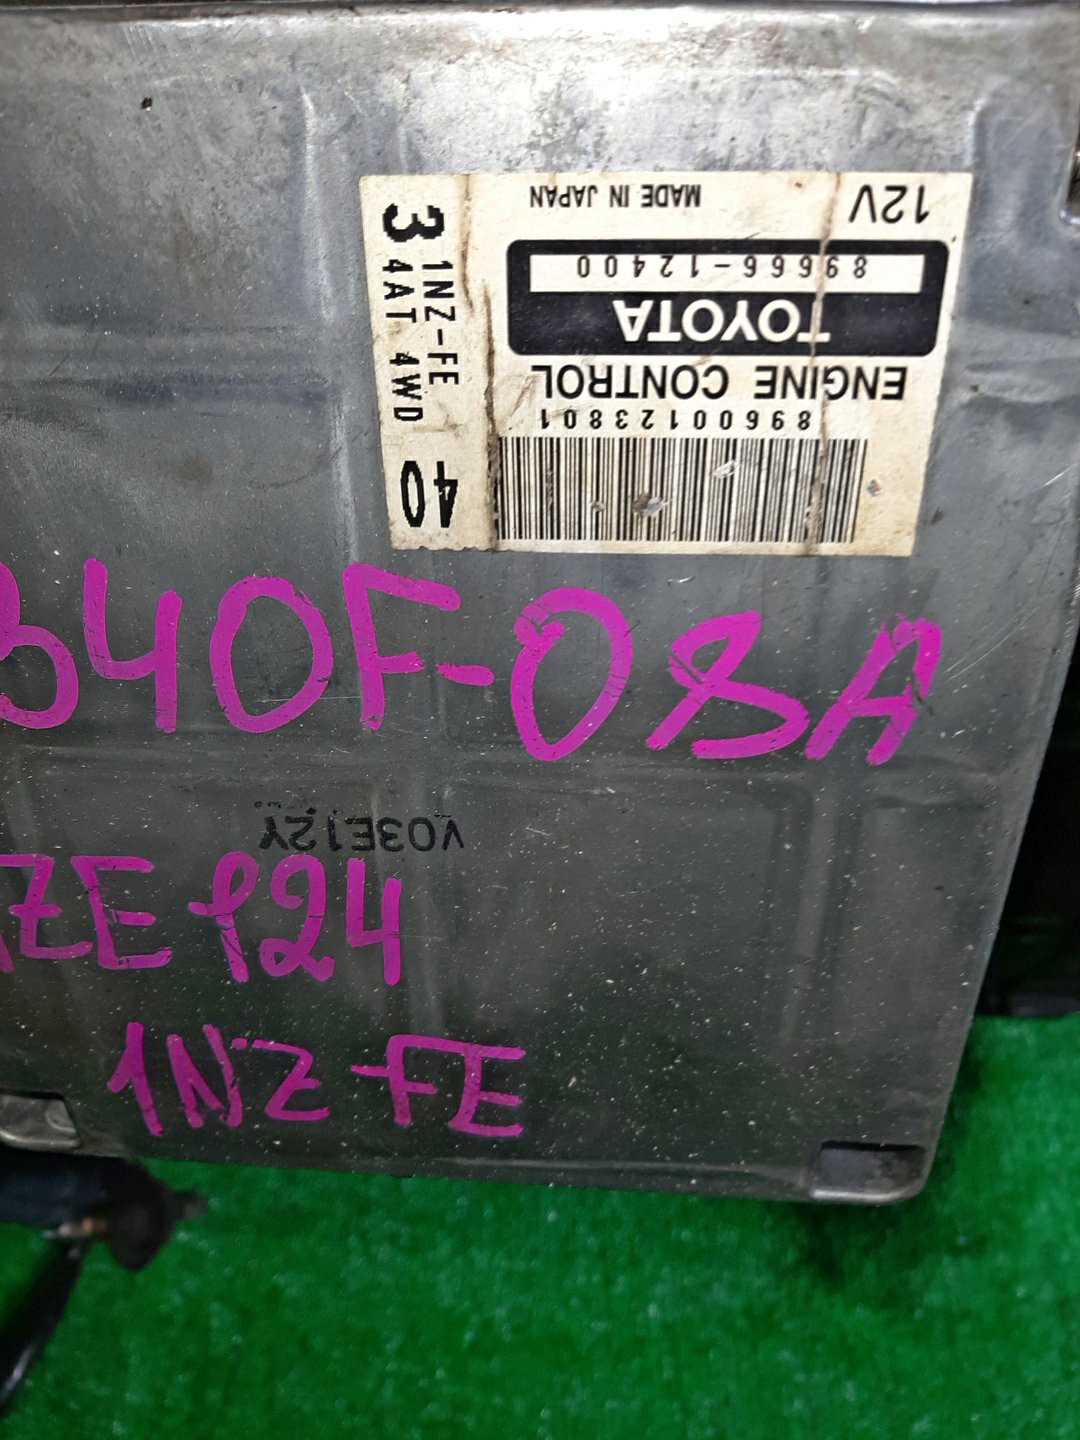 12V MADE IN JAPAN
89666-12400
TOYOTA
ENGINE CONTROL
89600123801
3 1NZ-FE 40
4AT 4WD
340F-08A
V03E12Y
ZE124
1NZ-FE